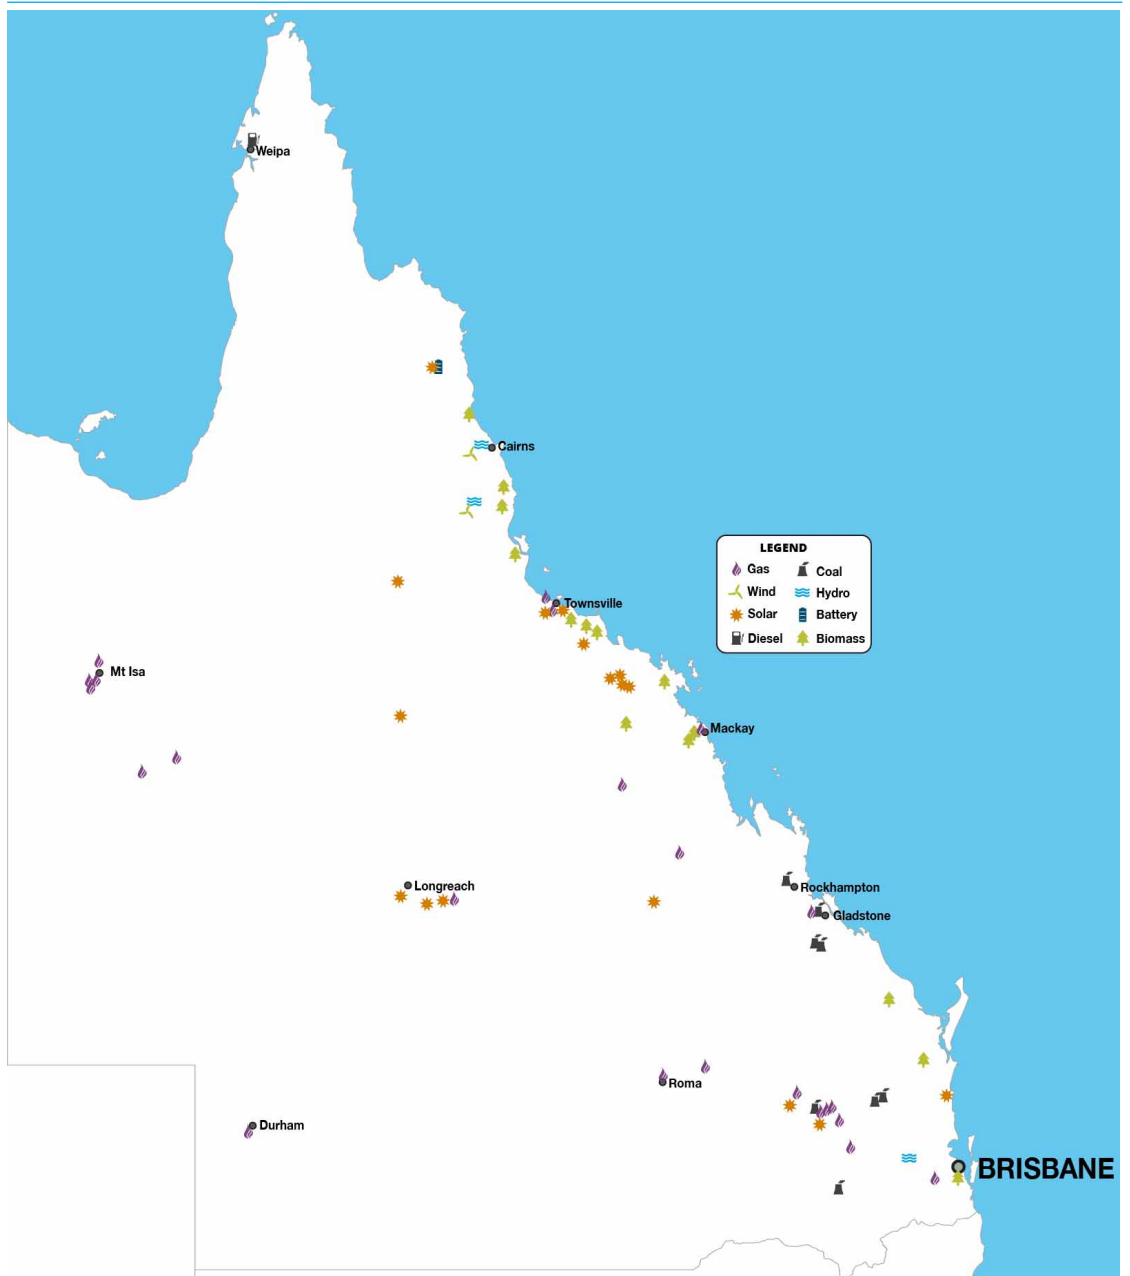 Weipa
Cairns
LEGEND
Gas
Coal
Wind
Hydro
Solar
Battery
Diesel
Biomass
Townsville
Mt Isa
Mackay
Longreach
Rockhampton
Gladstone
Roma
Durham
BRISBANE